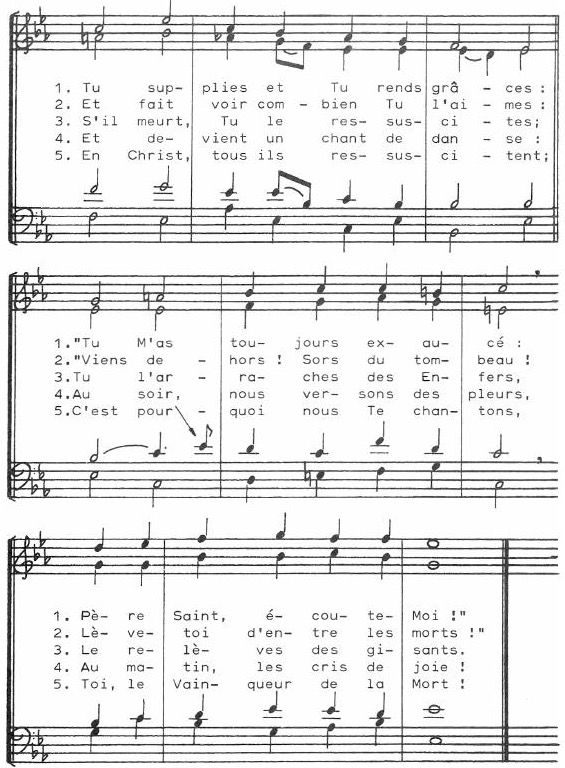 1. Tu sup- plies et Tu rends grâ - ces :
2. Et fait voir com - bien Tu l'ai - mes :
3. S'il meurt, Tu le res- sus- ci - tes;
4. Et de- vient un chant de dan - se :
5. En Christ, tous ils res- sus- ci - tent;
1."Tu M'as tou- jours ex- au- cé :
2."Viens de - hors ! Sors du tom- beau !
3.Tu l'ar - ra- ches des En- fers,
4.Au soir, nous ver- sons des pleurs,
5.C'est pour - quoi nous Te chan- tons,
1. Pè- re Saint, é- cou- te- Moi !"
2. Lè- ve- toi d'en- tre les morts !"
3. Le re- lè- ves des gi- sants.
4. Au ma- tin, les cris de joie !
5. Toi, le Vain- queur de la Mort !